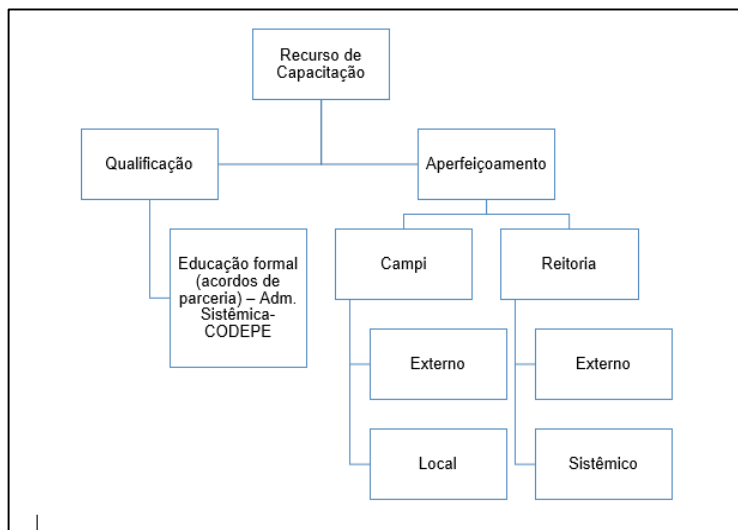 Recurso de
Capacitação
Qualificação
Aperfeiçoamento
Educação formal
(acordos de
parceria) – Adm.
Sistêmica-
CODEPE
Campi
Reitoria
Externo
Externo
Local
Sistêmico